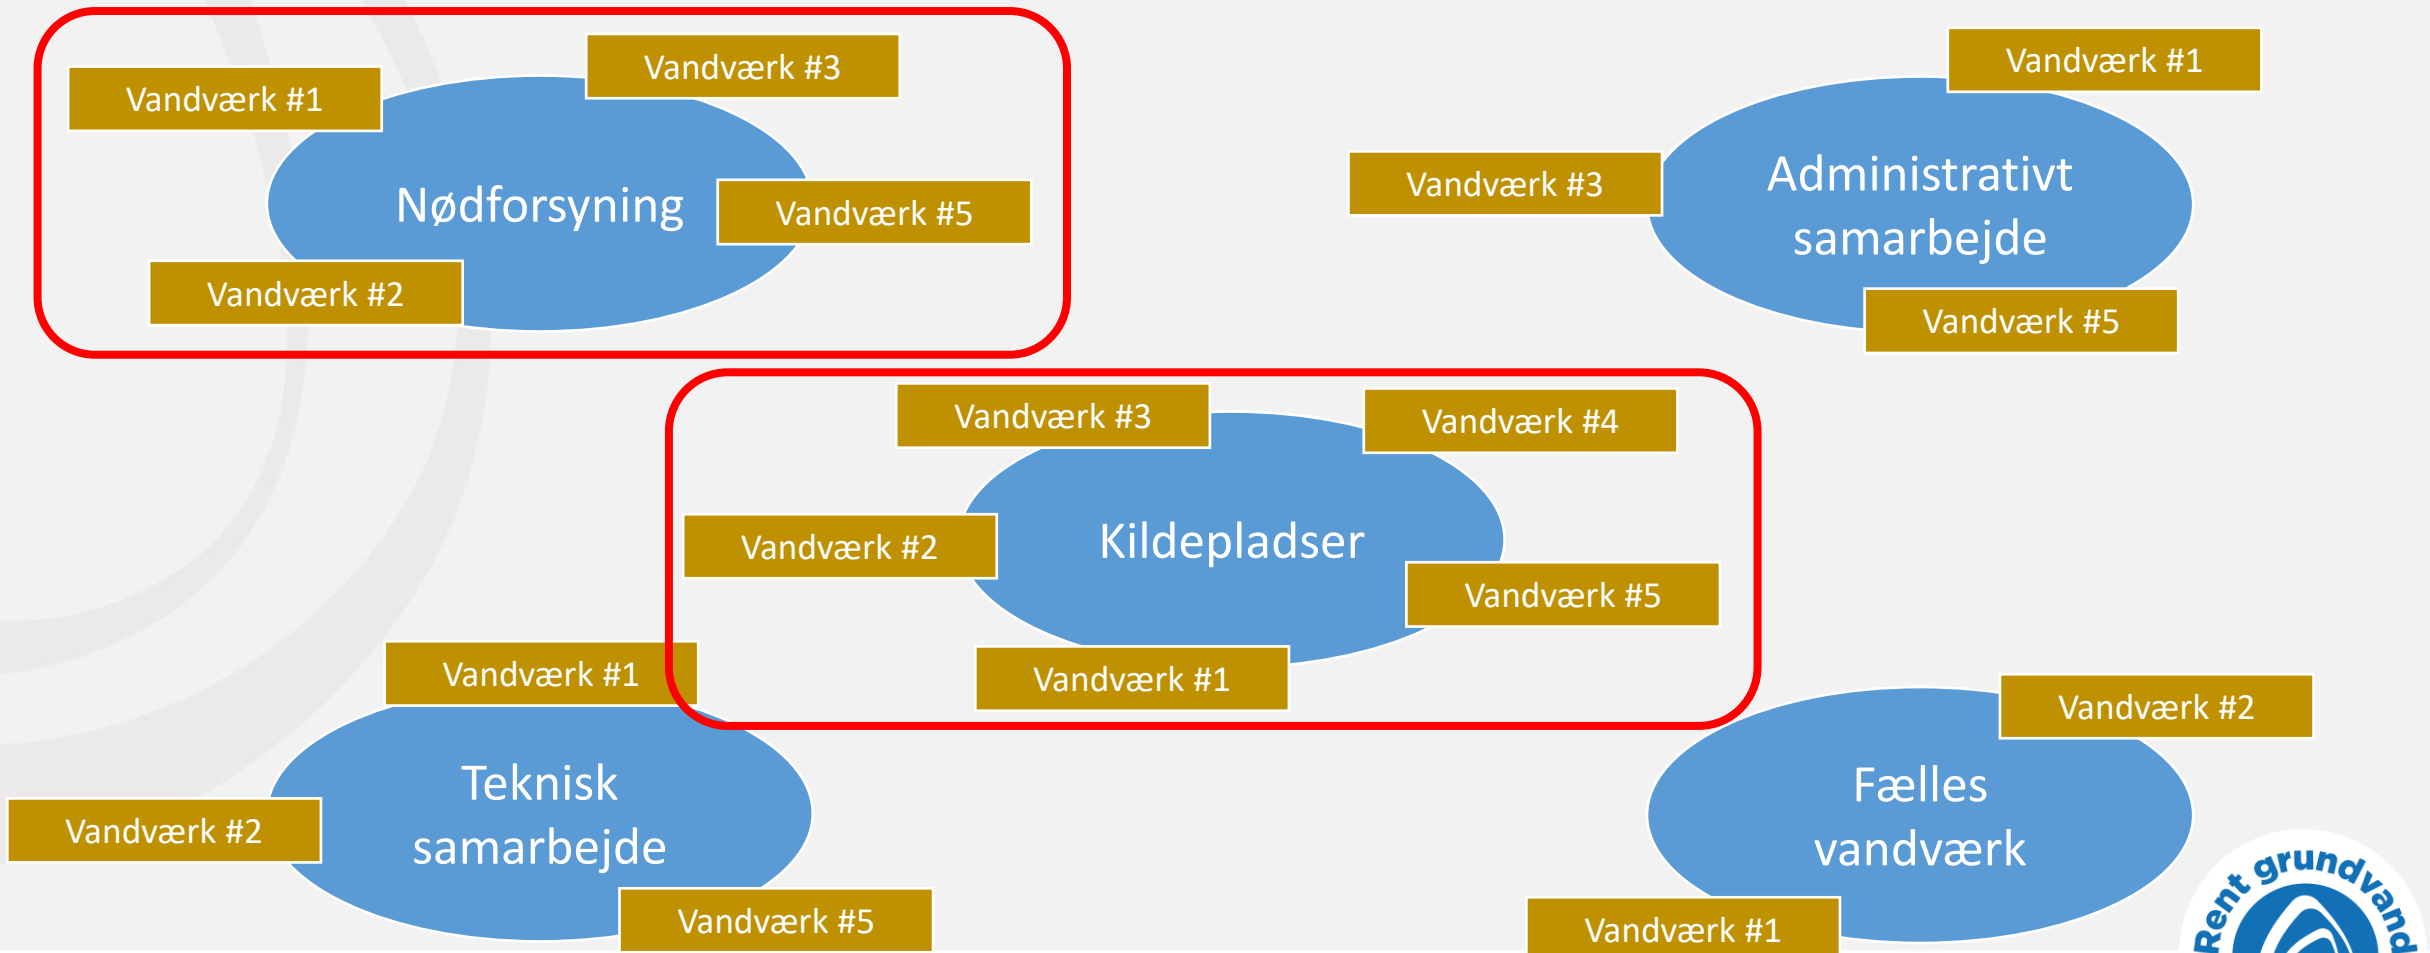 Vandværk #1
Vandværk #3
Nødforsyning
Vandværk #5
Vandværk #2
Vandværk #1
Vandværk #3
Administrativt
samarbejde
Vandværk #5
Vandværk #3
Vandværk #4
Vandværk #2
Kildepladser
Vandværk #5
Vandværk #1
Vandværk #1
Teknisk
samarbejde
Vandværk #2
Vandværk #5
Vandværk #2
Fælles
vandværk
Vandværk #1
Rent grundvand